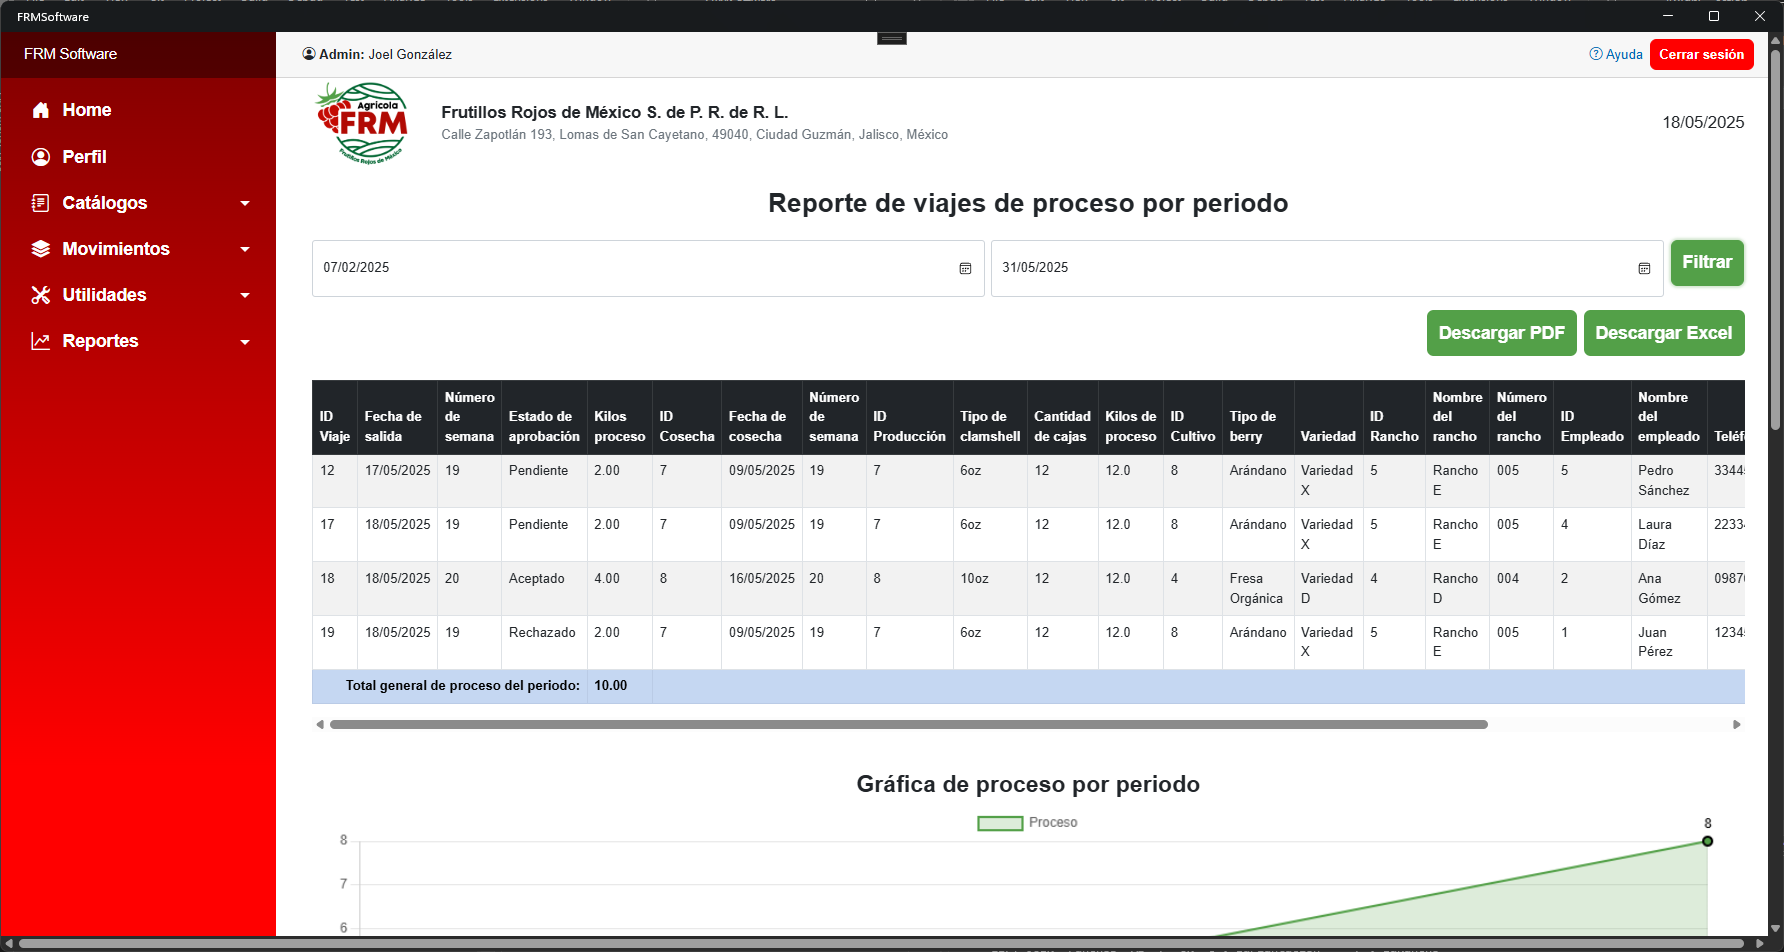 FRMSoftware
FRM Software
Admin: Joel González
Ayuda
Cerrar sesión
Home
Perfil
Catálogos
Movimientos
Utilidades
Reportes
Agrícola
FRM
Frutillos Rojos de México
Frutillos Rojos de México S. de P. R. de R. L.
Calle Zapotlán 193, Lomas de San Cayetano, 49040, Ciudad Guzmán, Jalisco, México
18/05/2025
Reporte de viajes de proceso por periodo
07/02/2025
31/05/2025
Filtrar
Descargar PDF
Descargar Excel
ID Viaje Fecha de salida Número de semana Estado de aprobación Kilos proceso ID Cosecha Fecha de cosecha Número de semana ID Producción Tipo de clamshell Cantidad de cajas Kilos de proceso ID Cultivo Tipo de berry Variedad ID Rancho Nombre del rancho Número del rancho ID Empleado Nombre del empleado
12 17/05/2025 19 Pendiente 2.00 7 09/05/2025 19 7 6oz 12 12.0 8 Arándano Variedad X 5 Rancho E 005 5 Pedro Sánchez 3344
17 18/05/2025 19 Pendiente 2.00 7 09/05/2025 19 7 6oz 12 12.0 8 Arándano Variedad X 5 Rancho E 005 4 Laura Díaz 2233
18 18/05/2025 20 Aceptado 4.00 8 16/05/2025 20 8 10oz 12 12.0 4 Fresa Orgánica Variedad D 4 Rancho D 004 2 Ana Gómez 0987
19 18/05/2025 19 Rechazado 2.00 7 09/05/2025 19 7 6oz 12 12.0 8 Arándano Variedad X 5 Rancho E 005 1 Juan Pérez 1234
Total general de proceso del periodo: 10.00
Gráfica de proceso por periodo
Proceso
8
8
7
6